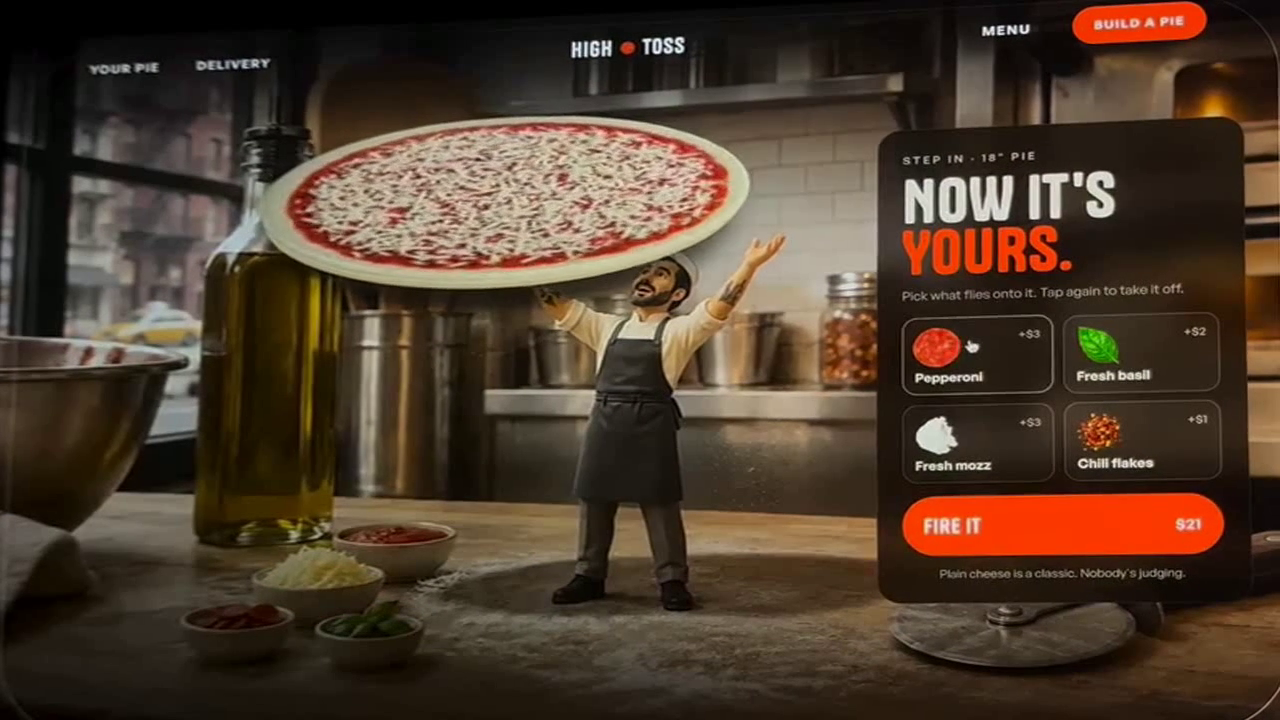 YOUR PIE
DELIVERY
HIGH TOSS
MENU
BUILD A PIE
STEP IN · 18" PIE
NOW IT'S
YOURS.
Pick what flies onto it. Tap again to take it off.
+$3
Pepperoni
+$2
Fresh basil
+$3
Fresh mozz
+$1
Chili flakes
FIRE IT $21
Plain cheese is a classic. Nobody's judging.